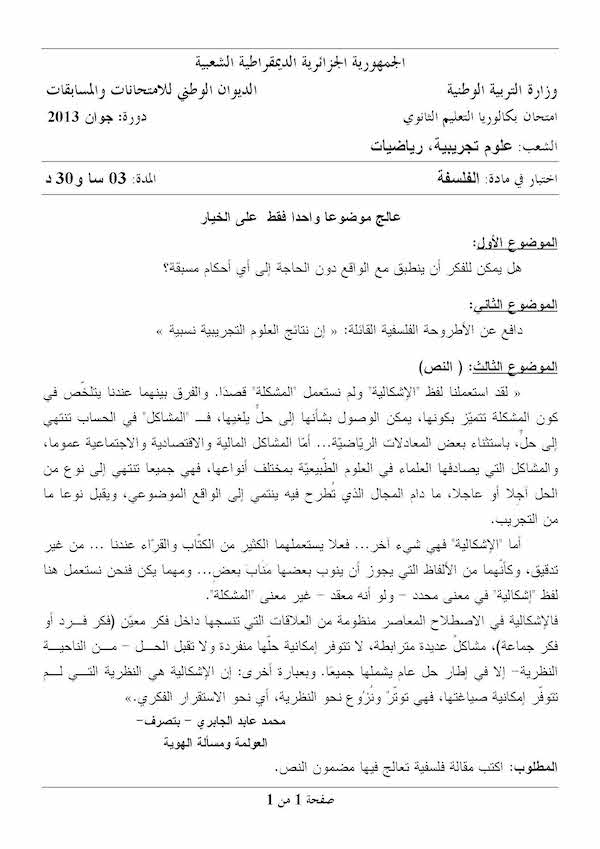 الجمهورية الجزائرية الديمقراطية الشعبية
وزارة التربية الوطنية الديوان الوطني للامتحانات والمسابقات
امتحان بكالوريا التعليم الثانوي دورة: جوان 2013
الشعب: علوم تجريبية، رياضيات
اختبار في مادة: الفلسفة المدة: 03 سا و30 د
عالج موضوعا واحدا فقط على الخيار
الموضوع الأول:
هل يمكن للفكر أن ينطبق مع الواقع دون الحاجة إلى أي أحكام مسبقة؟
الموضوع الثاني:
دافع عن الأطروحة الفلسفية القائلة: « إن نتائج العلوم التجريبية نسبية »
الموضوع الثالث: ( النص)
« لقد استعملنا لفظ "الإشكالية" ولم نستعمل "المشكلة" قصدًا. والفرق بينهما عندنا يتلخّص في
كون المشكلة تتميّز بكونها، يمكن الوصول بشأنها إلى حلٍّ يلغيها، فـ "المشاكل" في الحساب تنتهي
إلى حلٍّ، باستثناء بعض المعادلات الريّاضيّة... أمّا المشاكل المالية والاقتصادية والاجتماعية عموما،
والمشاكل التي يصادفها العلماء في العلوم الطّبيعيّة بمختلف أنواعها، فهي جميعا تنتهي إلى نوع من
الحل آجِلا أو عاجلا، ما دام المجال الذي تُطرح فيه ينتمي إلى الواقع الموضوعي، ويقبل نوعا ما
من التجريب.
أما "الإشكالية" فهي شيء آخر... فعلا يستعملهما الكثير من الكتّاب والقرّاء عندنا ... من غير
تدقيق، وكأنّهما من الألفاظ التي يجوز أن ينوب بعضها مَنابَ بعضٍ... ومهما يكن فنحن نستعمل هنا
لفظ "إشكالية" في معنى محدد - ولو أنه معقد - غير معنى "المشكلة".
فالإشكالية في الاصطلاح المعاصر منظومة من العلاقات التي تنسجها داخل فكر معيّن (فكر فـرد أو
فكر جماعة)، مشاكلُ عديدة مترابطة، لا تتوفر إمكانية حلّها منفردة ولا تقبل الحـل - مـن الناحيـة
النظرية- إلا في إطار حل عام يشملها جميعًا. وبعبارة أخرى: إن الإشكالية هي النظرية التـي لـم
تتوفّر إمكانية صياغتها، فهي توتّرٌ ونُزُوع نحو النظرية، أي نحو الاستقرار الفكري.»
محمد عابد الجابري - بتصرف-
العولمة ومسألة الهوية
المطلوب: اكتب مقالة فلسفية تعالج فيها مضمون النص.
صفحة 1 من 1